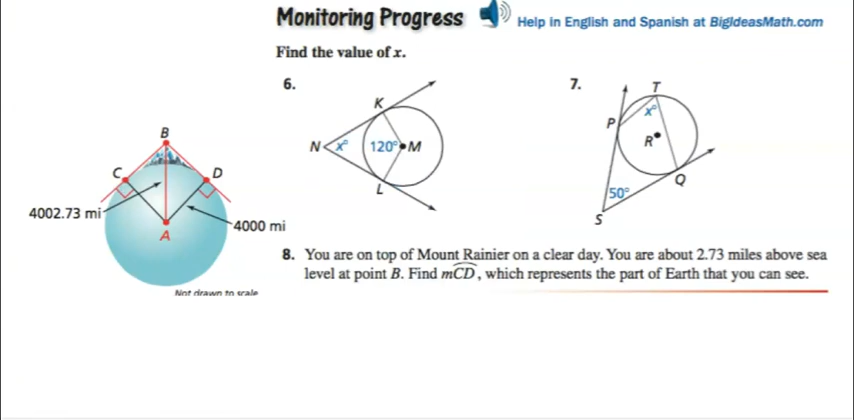 Monitoring Progress
Help in English and Spanish at BigIdeasMath.com
Find the value of x.
6.
K
N
x°
120°
M
L
7.
T
x°
P
R
Q
50°
S
B
C
D
4002.73 mi
4000 mi
A
Not drawn to scale
8. You are on top of Mount Rainier on a clear day. You are about 2.73 miles above sea
level at point B. Find mCD, which represents the part of Earth that you can see.